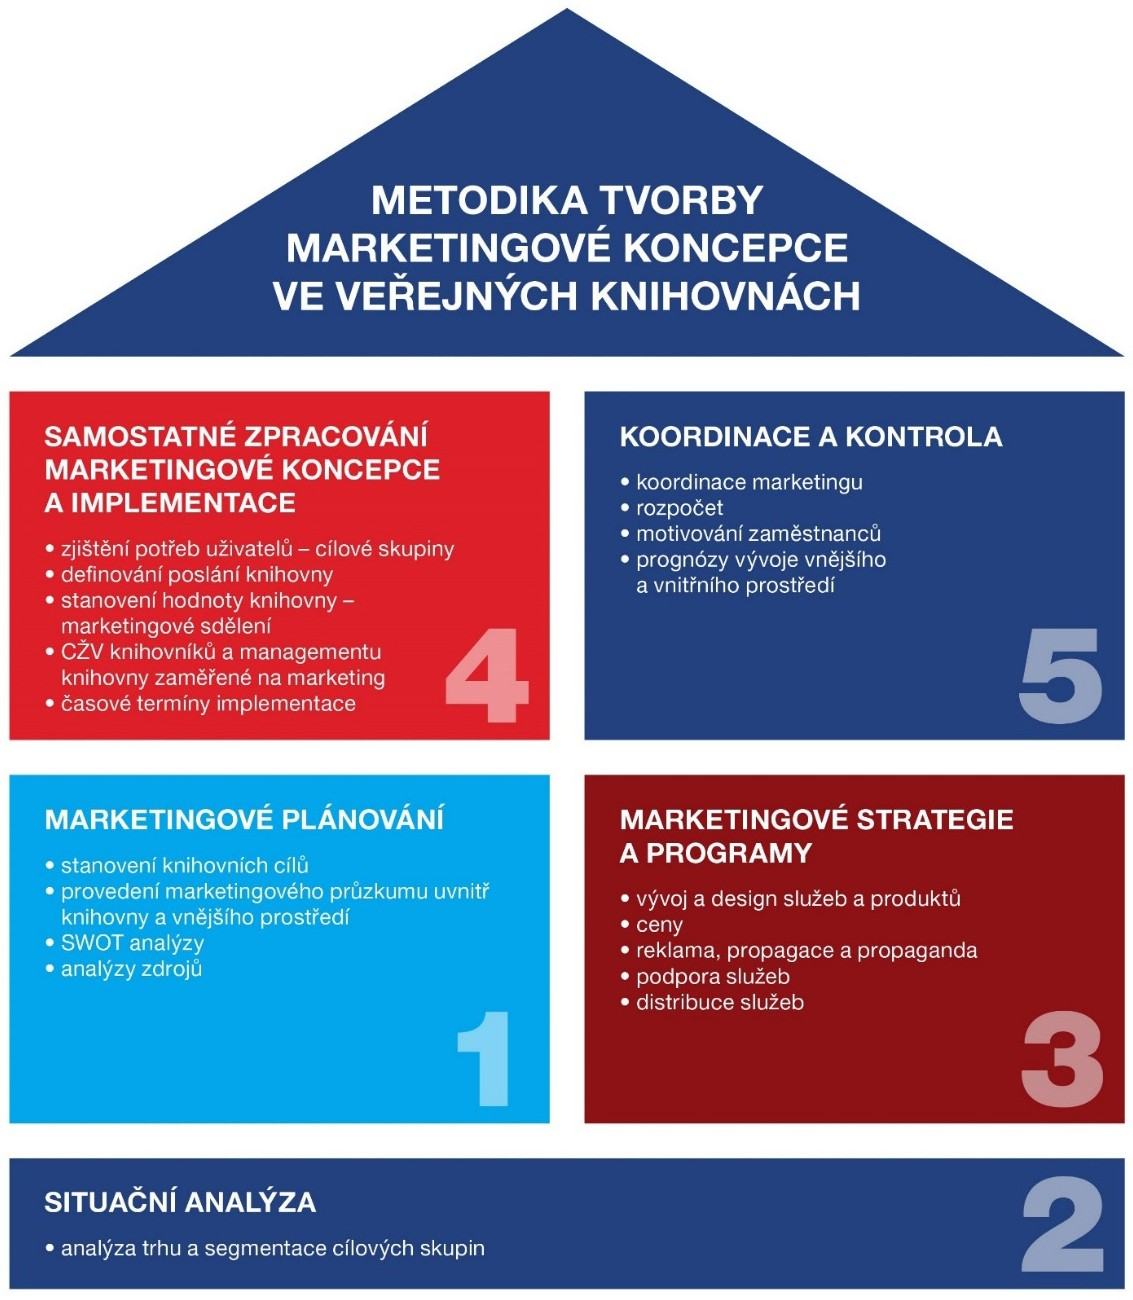 METODIKA TVORBY
MARKETINGOVÉ KONCEPCE
VE VEŘEJNÝCH KNIHOVNÁCH
SAMOSTATNÉ ZPRACOVÁNÍ
MARKETINGOVÉ KONCEPCE
A IMPLEMENTACE
• zjištění potřeb uživatelů – cílové skupiny
• definování poslání knihovny
• stanovení hodnoty knihovny –
marketingové sdělení
• CŽV knihovníků a managementu
knihovny zaměřené na marketing
• časové termíny implementace
4
KOORDINACE A KONTROLA
• koordinace marketingu
• rozpočet
• motivování zaměstnanců
• prognózy vývoje vnějšího
a vnitřního prostředí
5
MARKETINGOVÉ PLÁNOVÁNÍ
• stanovení knihovních cílů
• provedení marketingového průzkumu uvnitř
knihovny a vnějšího prostředí
• SWOT analýzy
• analýzy zdrojů
1
MARKETINGOVÉ STRATEGIE
A PROGRAMY
• vývoj a design služeb a produktů
• ceny
• reklama, propagace a propaganda
• podpora služeb
• distribuce služeb
3
SITUAČNÍ ANALÝZA
• analýza trhu a segmentace cílových skupin
2